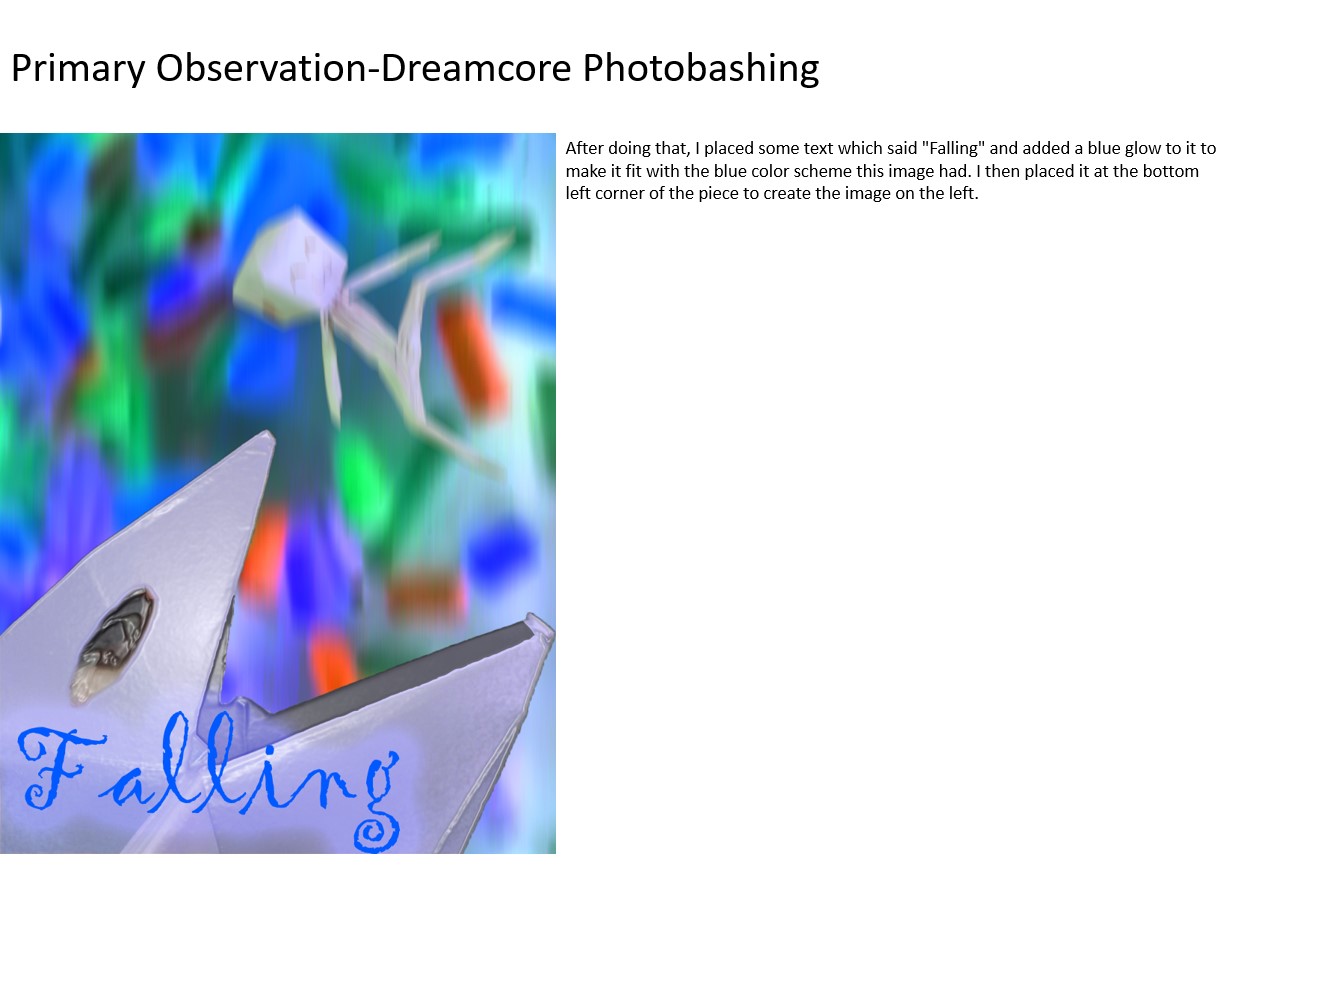 Primary Observation-Dreamcore Photobashing
After doing that, I placed some text which said "Falling" and added a blue glow to it to
make it fit with the blue color scheme this image had. I then placed it at the bottom
left corner of the piece to create the image on the left.
Falling